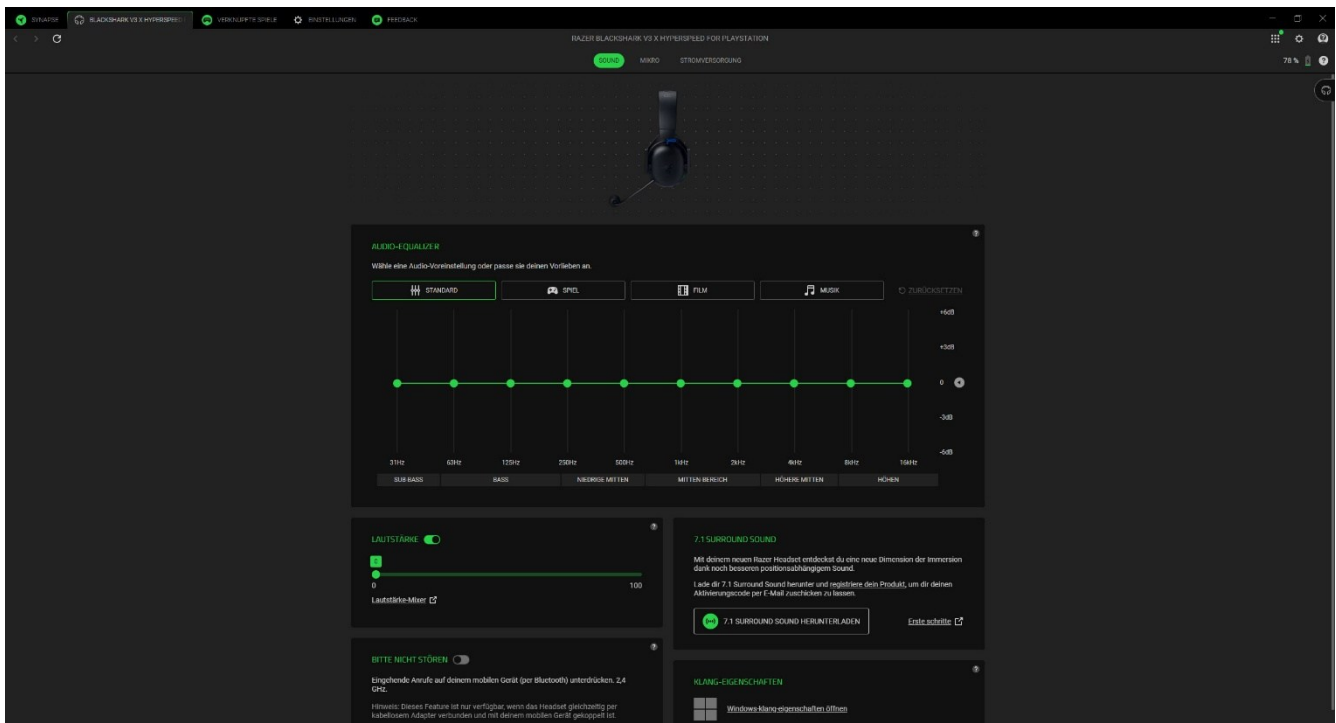 SYNAPSE
BLACKSHARK V3 X HYPERSPEED
VERKNÜPFTE SPIELE
EINSTELLUNGEN
FEEDBACK
RAZER BLACKSHARK V3 X HYPERSPEED FOR PLAYSTATION
SOUND MIKRO STROMVERSORGUNG
78 %
AUDIO-EQUALIZER
Wähle eine Audio-Voreinstellung oder passe sie deinen Vorlieben an.
STANDARD SPIEL FILM MUSIK ZURÜCKSETZEN
+6dB
+3dB
0
-3dB
-6dB
31Hz 63Hz 125Hz 250Hz 500Hz 1kHz 2kHz 4kHz 8kHz 16kHz
SUB-BASS BASS NIEDRIGE MITTEN MITTEN BEREICH HÖHERE MITTEN HÖHEN
LAUTSTÄRKE
0
0 100
Lautstärke-Mixer
BITTE NICHT STÖREN
Eingehende Anrufe auf deinem mobilen Gerät (per Bluetooth) unterdrücken. 2,4
GHz.
Hinweis: Dieses Feature ist nur verfügbar, wenn das Headset gleichzeitig per
kabellosem Adapter verbunden und mit deinem mobilen Gerät gekoppelt ist.
7.1 SURROUND SOUND
Mit deinem neuen Razer Headset entdeckst du eine neue Dimension der Immersion
dank noch besseren positionsabhängigem Sound.
Lade dir 7.1 Surround Sound herunter und registriere dein Produkt, um dir deinen
Aktivierungscode per E-Mail zuschicken zu lassen.
7.1 SURROUND SOUND HERUNTERLADEN
Erste schritte
KLANG-EIGENSCHAFTEN
Windows-klang-eigenschaften öffnen